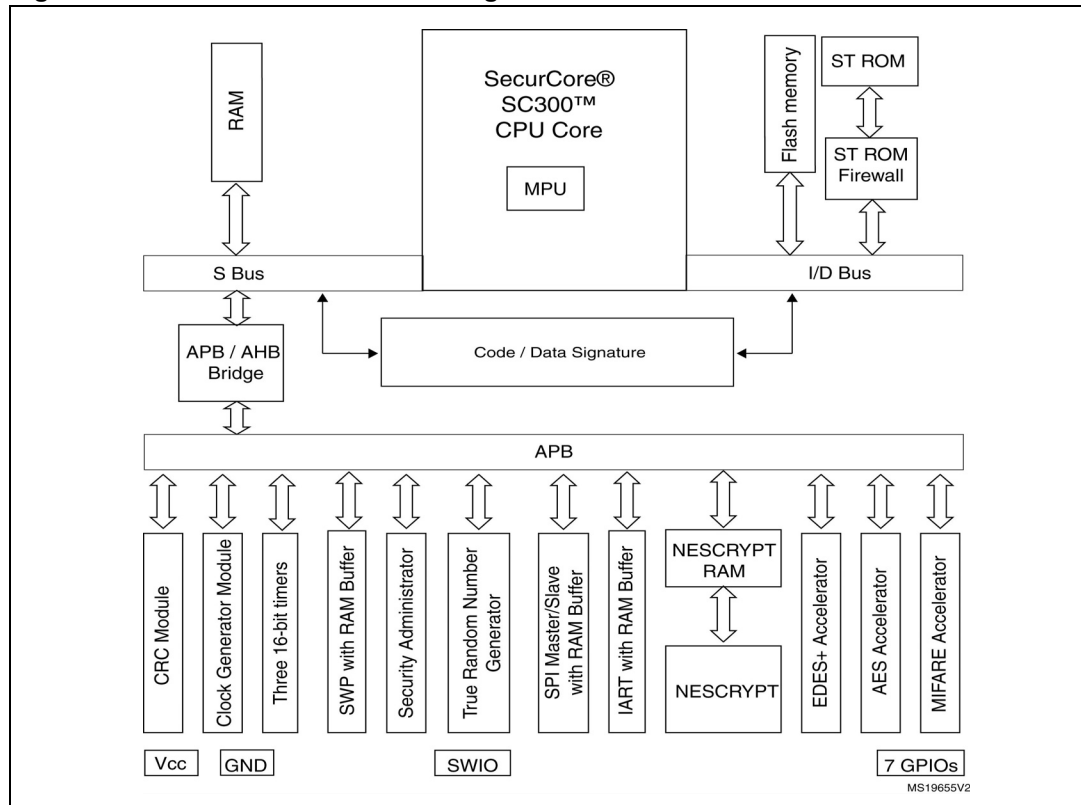 RAM
SecurCore®
SC300™
CPU Core
MPU
Flash memory
ST ROM
ST ROM
Firewall
S Bus
I/D Bus
APB / AHB
Bridge
Code / Data Signature
APB
CRC Module
Clock Generator Module
Three 16-bit timers
SWP with RAM Buffer
Security Administrator
True Random Number
Generator
SPI Master/Slave
with RAM Buffer
IART with RAM Buffer
NESCRYPT
RAM
NESCRYPT
EDES+ Accelerator
AES Accelerator
MIFARE Accelerator
Vcc
GND
SWIO
7 GPIOs
MS19655V2